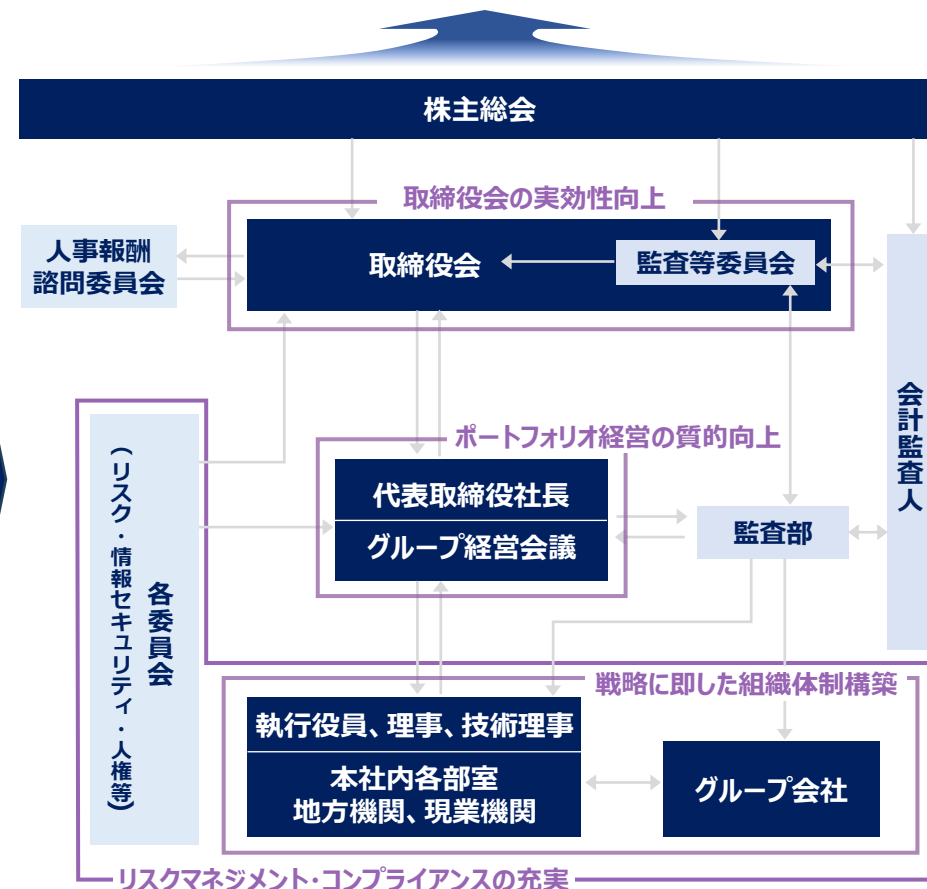 株主総会
取締役会の実効性向上
人事報酬
諮問委員会
取締役会
監査等委員会
会計監査人
ポートフォリオ経営の質的向上
代表取締役社長
グループ経営会議
監査部
各委員会
(リスク・情報セキュリティ・人権等)
戦略に即した組織体制構築
執行役員、理事、技術理事
本社内各部室
地方機関、現業機関
グループ会社
リスクマネジメント・コンプライアンスの充実